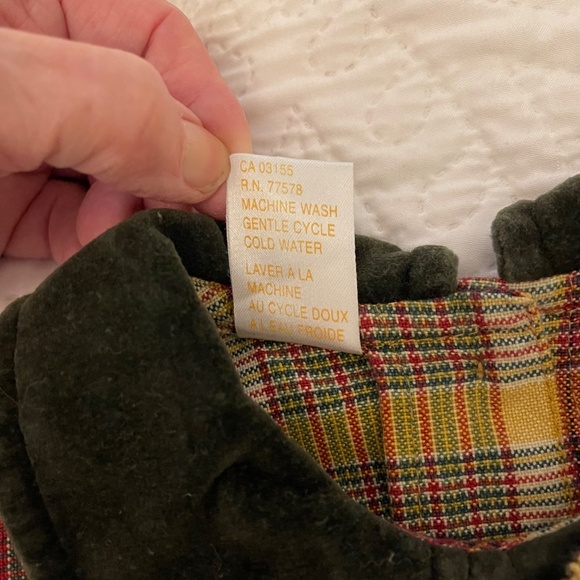 CA 03155
R.N. 77578
MACHINE WASH
GENTLE CYCLE
COLD WATER
LAVER À LA
MACHINE
AU CYCLE DOUX
À L'EAU FROIDE